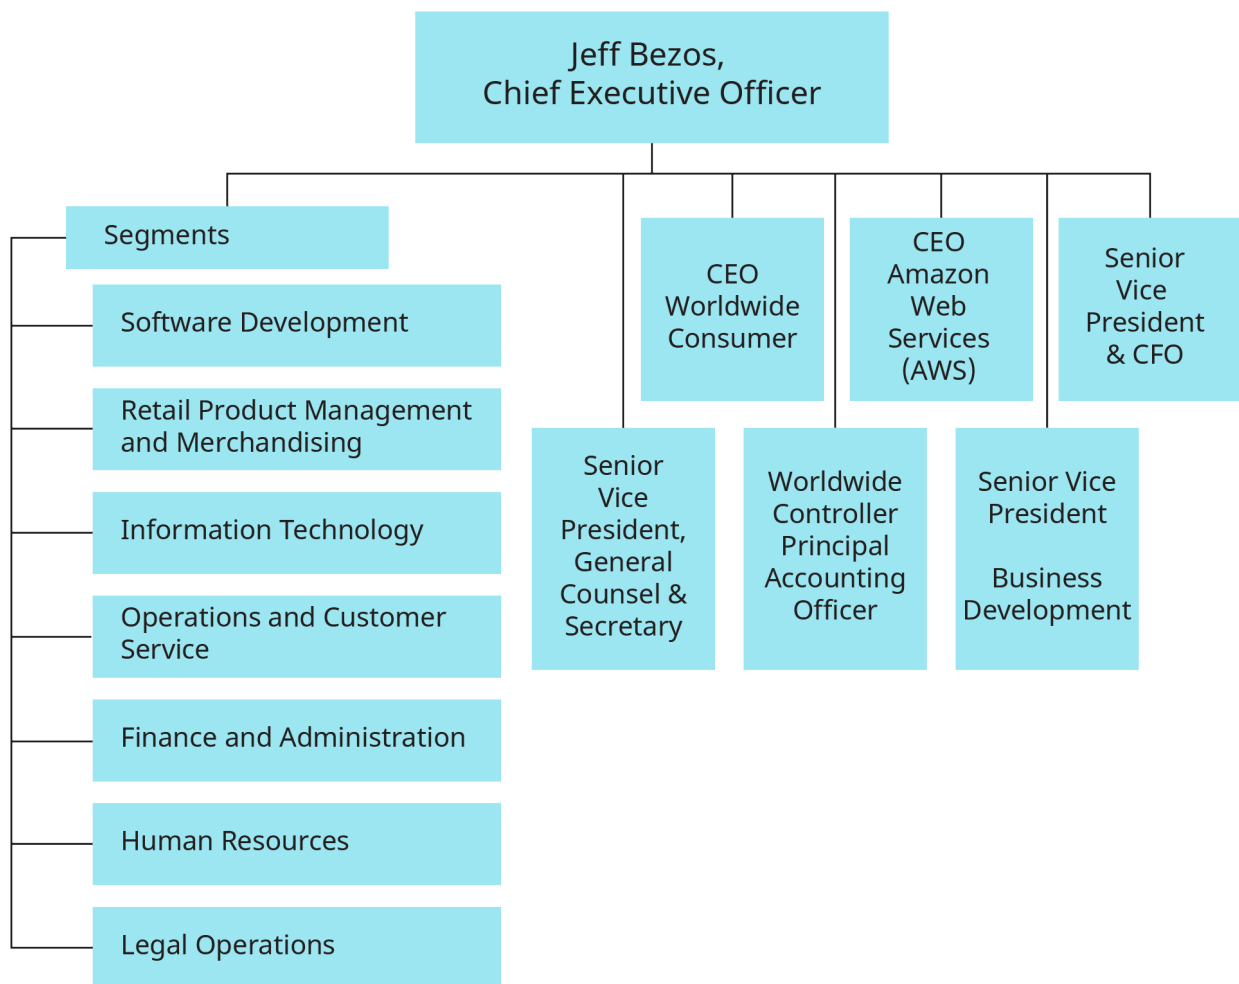 Jeff Bezos,
Chief Executive Officer
Segments
Software Development
Retail Product Management
and Merchandising
Information Technology
Operations and Customer
Service
Finance and Administration
Human Resources
Legal Operations
Senior
Vice
President,
General
Counsel &
Secretary
CEO
Worldwide
Consumer
Worldwide
Controller
Principal
Accounting
Officer
CEO
Amazon
Web
Services
(AWS)
Senior Vice
President
Business
Development
Senior
Vice
President
& CFO